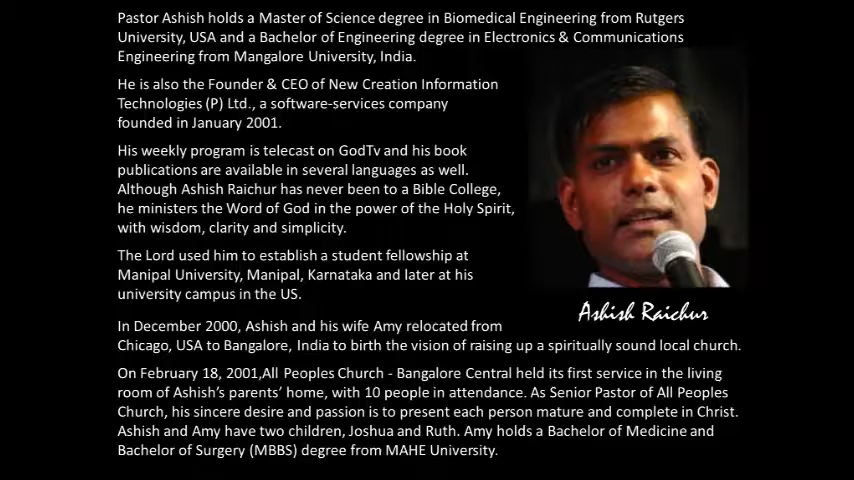 Pastor Ashish holds a Master of Science degree in Biomedical Engineering from Rutgers
University, USA and a Bachelor of Engineering degree in Electronics & Communications
Engineering from Mangalore University, India.
He is also the Founder & CEO of New Creation Information
Technologies (P) Ltd., a software-services company
founded in January 2001.
His weekly program is telecast on GodTv and his book
publications are available in several languages as well.
Although Ashish Raichur has never been to a Bible College,
he ministers the Word of God in the power of the Holy Spirit,
with wisdom, clarity and simplicity.
The Lord used him to establish a student fellowship at
Manipal University, Manipal, Karnataka and later at his
university campus in the US.
Ashish Raichur
In December 2000, Ashish and his wife Amy relocated from
Chicago, USA to Bangalore, India to birth the vision of raising up a spiritually sound local church.
On February 18, 2001,All Peoples Church - Bangalore Central held its first service in the living
room of Ashish's parents' home, with 10 people in attendance. As Senior Pastor of All Peoples
Church, his sincere desire and passion is to present each person mature and complete in Christ.
Ashish and Amy have two children, Joshua and Ruth. Amy holds a Bachelor of Medicine and
Bachelor of Surgery (MBBS) degree from MAHE University.